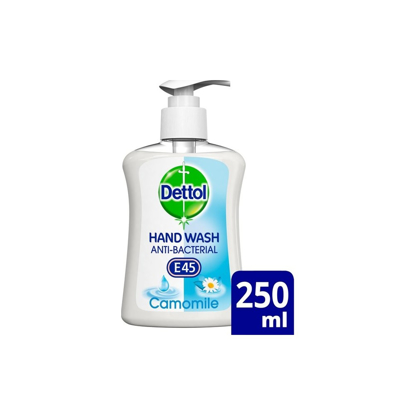 Dettol
HAND WASH
ANTI-BACTERIAL
E45
Camomile
250
ml